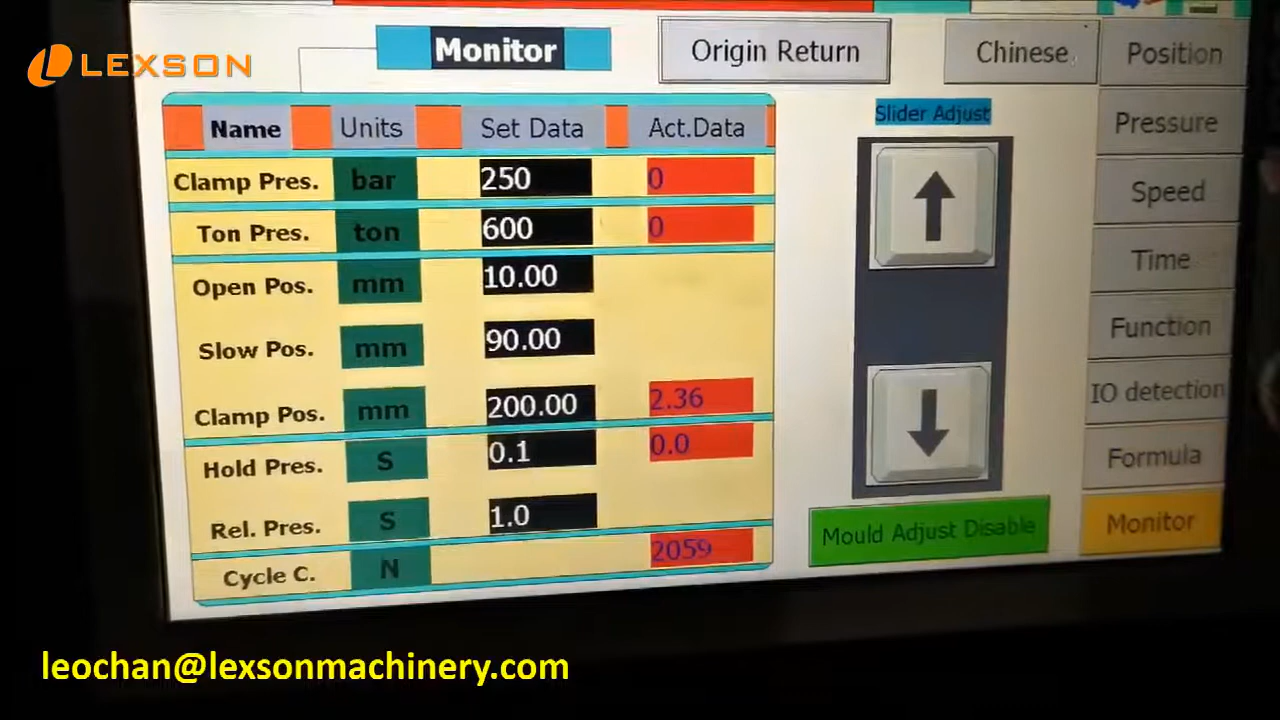 LEXSON
Monitor
Origin Return
Chinese
Position
Name Units Set Data Act.Data
Slider Adjust
Pressure
Clamp Pres. bar 250 0
Speed
Ton Pres. ton 600 0
Open Pos. mm 10.00
Time
Slow Pos. mm 90.00
Function
Clamp Pos. mm 200.00 2.36
IO detection
Hold Pres. S 0.1 0.0
Formula
Rel. Pres. S 1.0
Mould Adjust Disable
Monitor
Cycle C. N 2059
leochan@lexsonmachinery.com